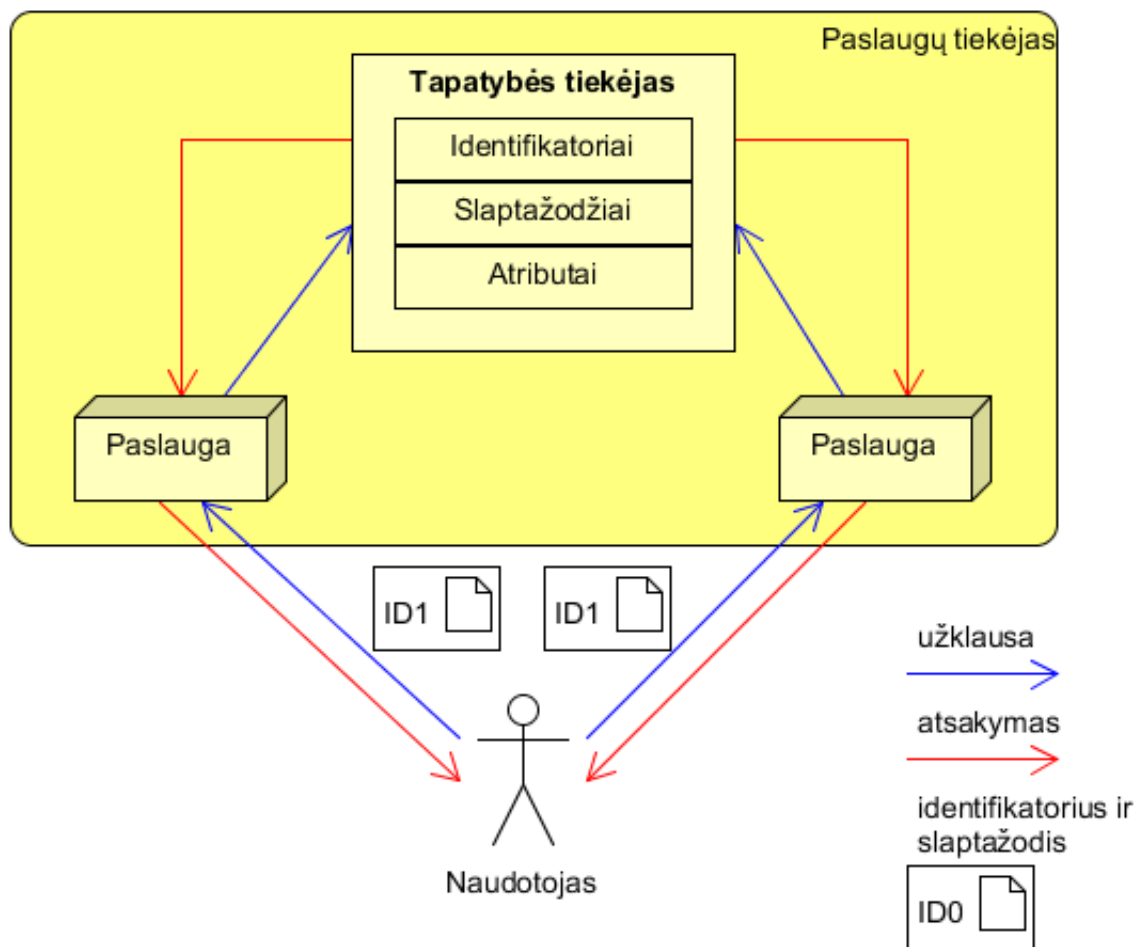 Paslaugų tiekėjas
Tapatybės tiekėjas
Identifikatoriai
Slaptažodžiai
Atributai
Paslauga
Paslauga
ID1
ID1
užklausa
atsakymas
identifikatorius ir
slaptažodis
Naudotojas
ID0